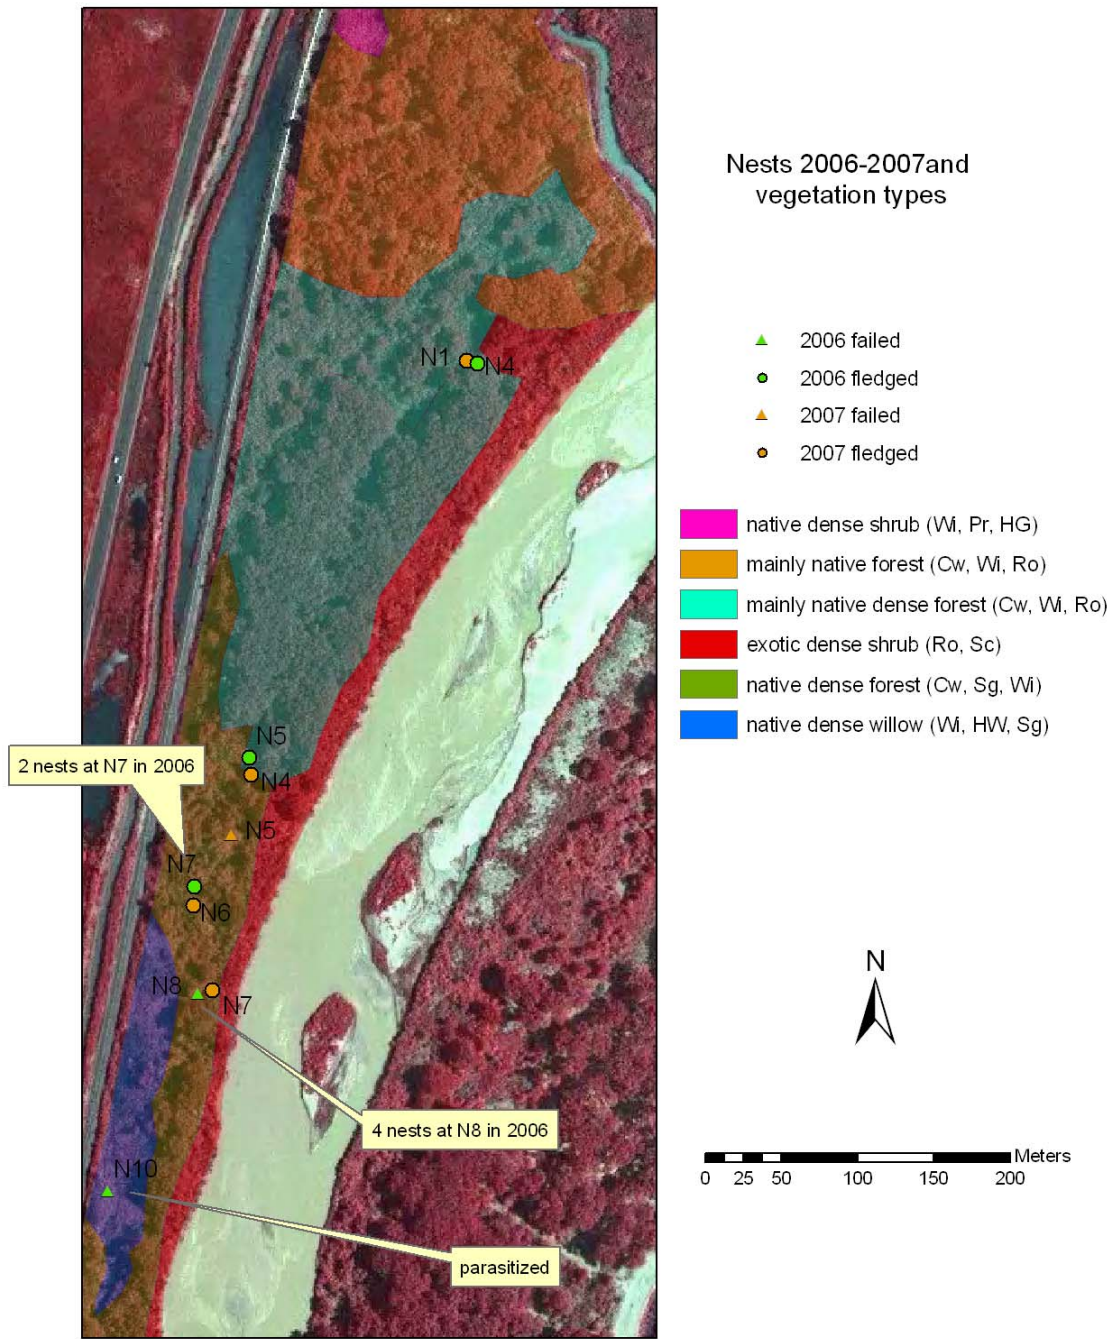 Nests 2006-2007and
vegetation types
2006 failed
2006 fledged
2007 failed
2007 fledged
native dense shrub (Wi, Pr, HG)
mainly native forest (Cw, Wi, Ro)
mainly native dense forest (Cw, Wi, Ro)
exotic dense shrub (Ro, Sc)
native dense forest (Cw, Sg, Wi)
native dense willow (Wi, HW, Sg)
N1 N4
N5
2 nests at N7 in 2006
N4
N5
N7
N6
N8
N7
4 nests at N8 in 2006
N10
parasitized
N
Meters
0 25 50 100 150 200